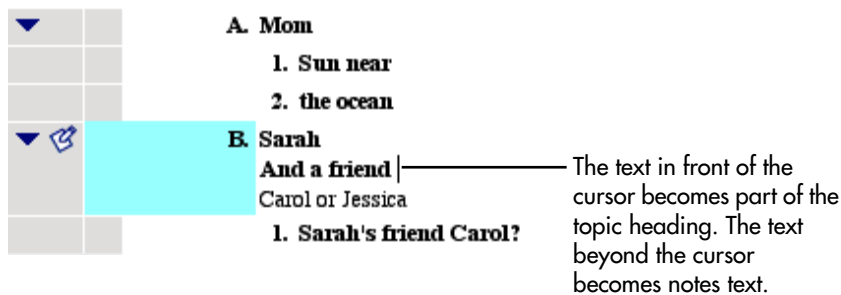 A. Mom
1. Sun near
2. the ocean
B. Sarah
And a friend
Carol or Jessica
1. Sarah's friend Carol?
The text in front of the
cursor becomes part of the
topic heading. The text
beyond the cursor
becomes notes text.